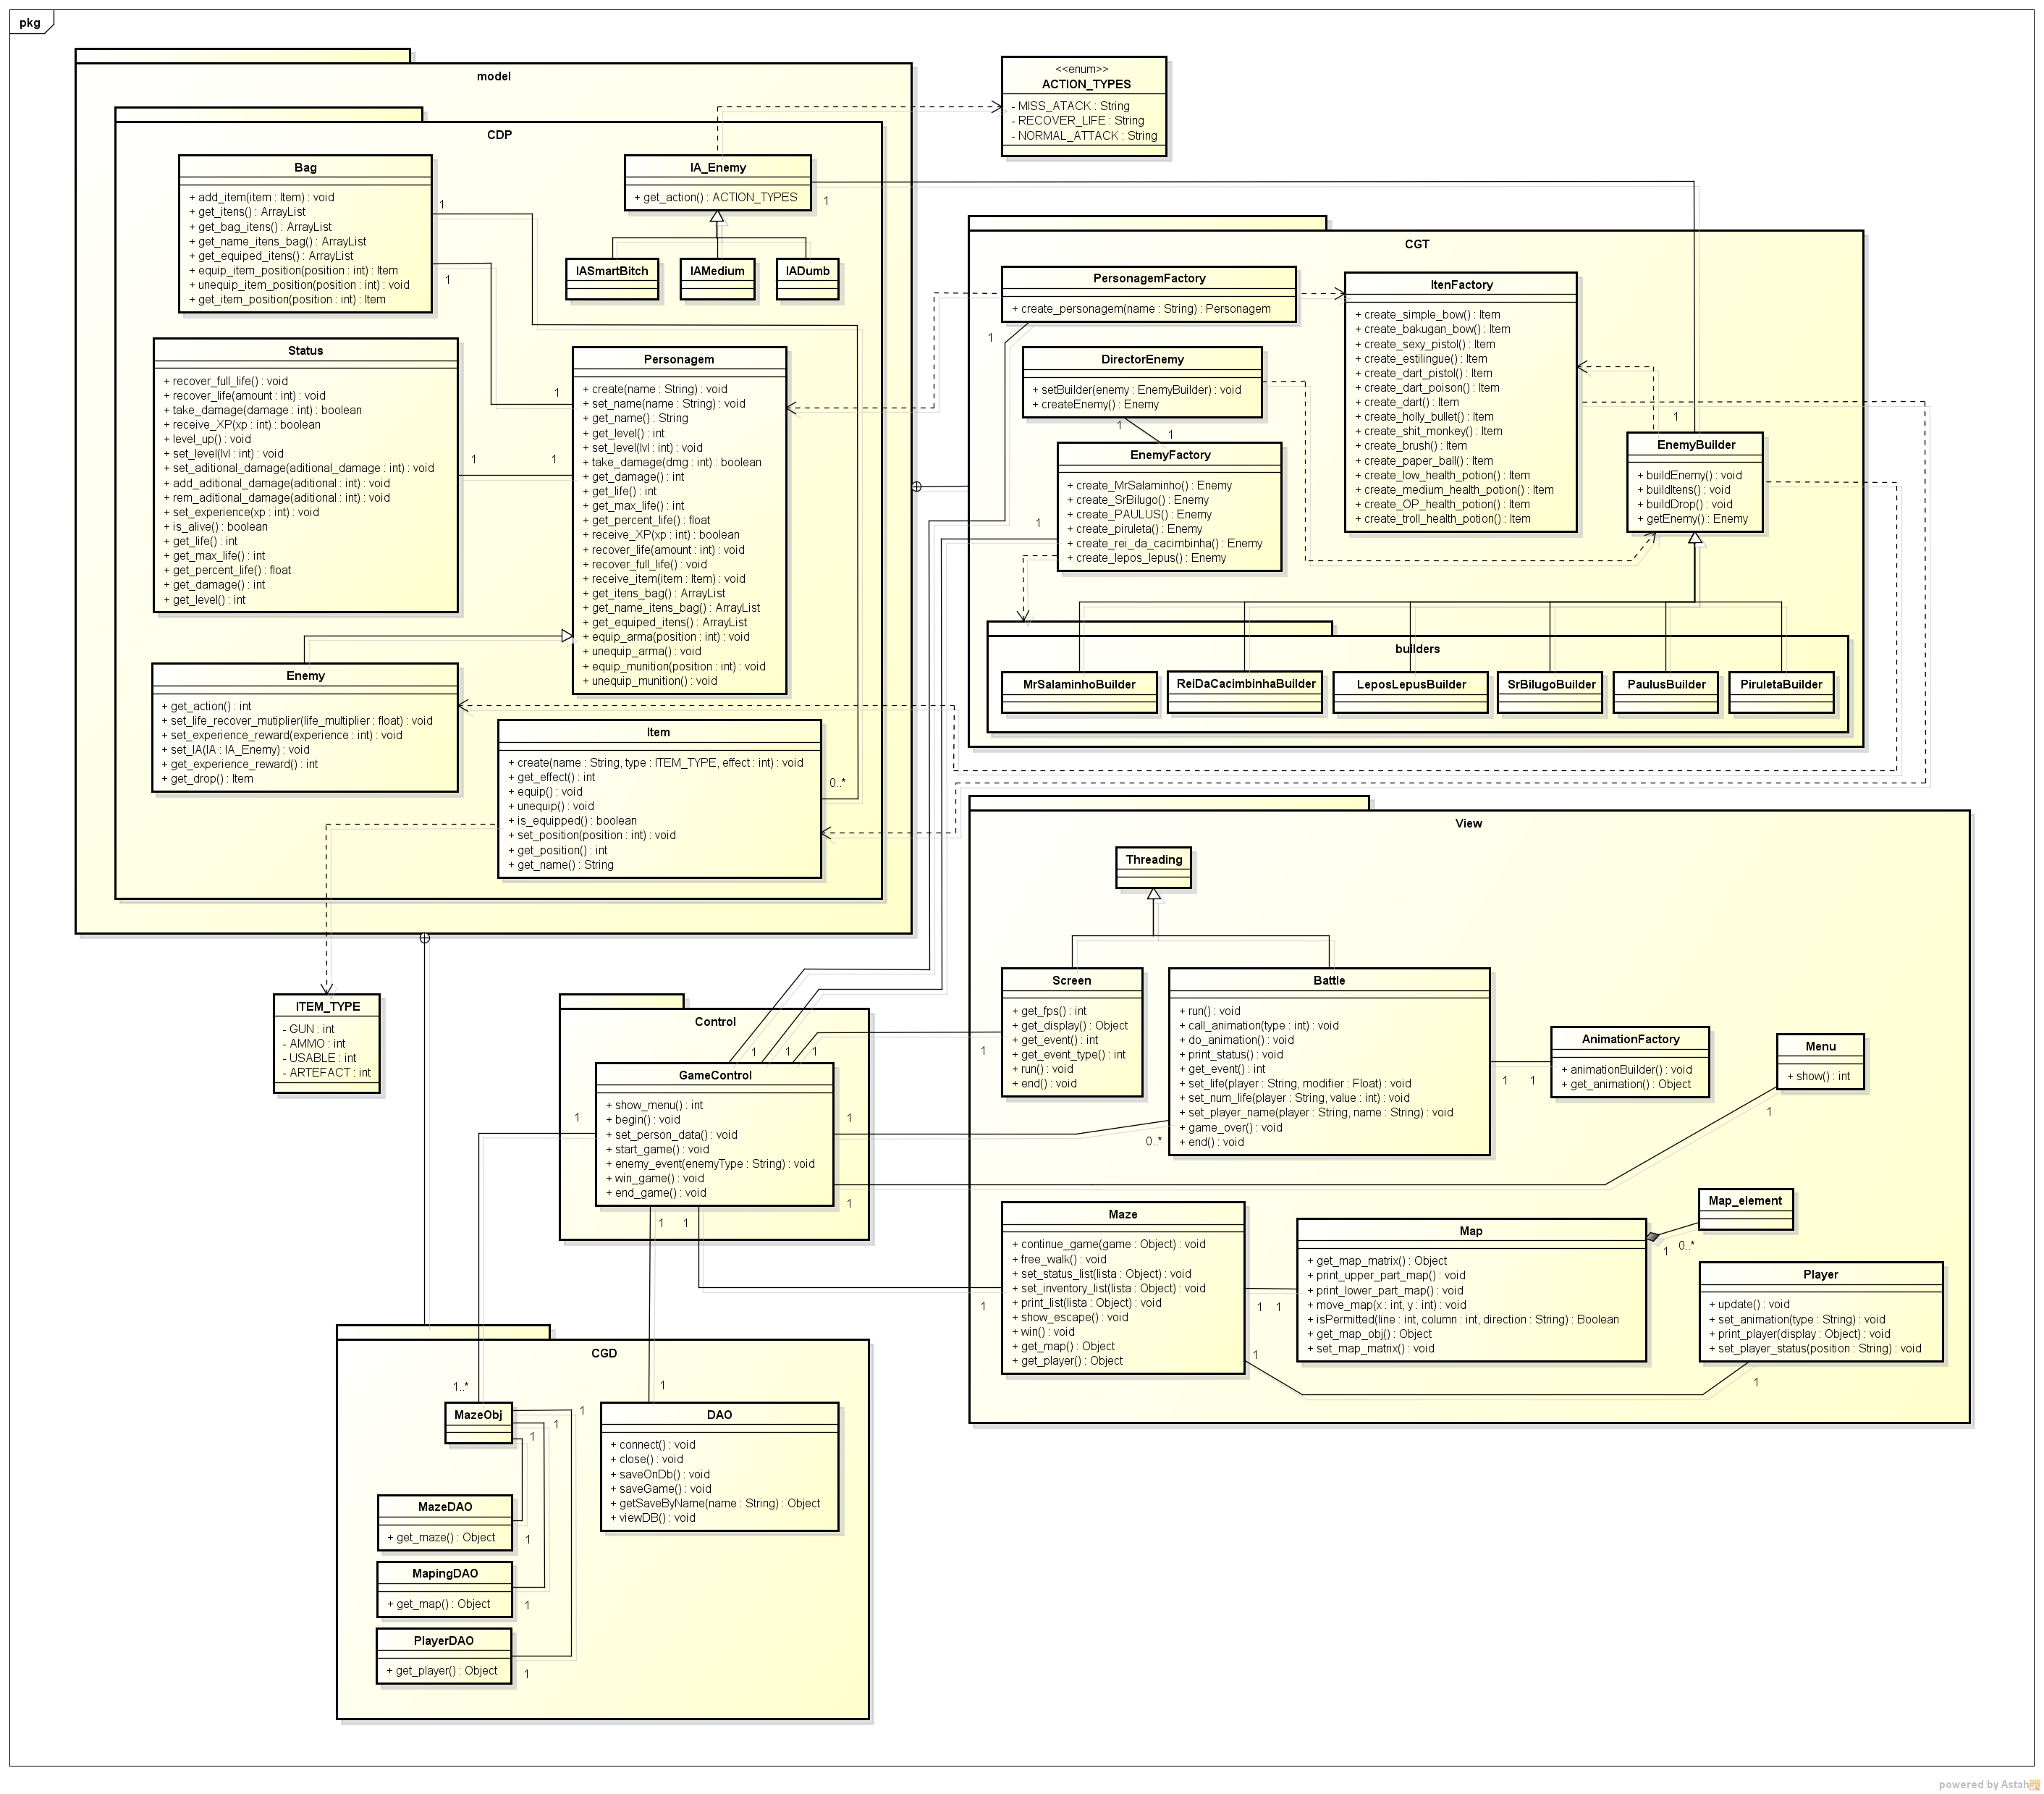 pkg
model
CDP
Bag
+ add_item(item : Item) : void
+ get_itens() : ArrayList
+ get_bag_itens() : ArrayList
+ get_name_itens_bag() : ArrayList
+ get_equiped_itens() : ArrayList
+ equip_item_position(position : int) : Item
+ unequip_item_position(position : int) : void
+ get_item_position(position : int) : Item
1
1
IA_Enemy
+ get_action() : ACTION_TYPES
1
IASmartBitch
IAMedium
IADumb
<<enum>>
ACTION_TYPES
- MISS_ATACK : String
- RECOVER_LIFE : String
- NORMAL_ATTACK : String
Status
+ recover_full_life() : void
+ recover_life(amount : int) : void
+ take_damage(damage : int) : boolean
+ receive_XP(xp : int) : boolean
+ level_up() : void
+ set_level(lvl : int) : void
+ set_aditional_damage(aditional_damage : int) : void
+ add_aditional_damage(aditional : int) : void
+ rem_aditional_damage(aditional : int) : void
+ set_experience(xp : int) : void
+ is_alive() : boolean
+ get_life() : int
+ get_max_life() : int
+ get_percent_life() : float
+ get_damage() : int
+ get_level() : int
1
1
1
Personagem
+ create(name : String) : void
+ set_name(name : String) : void
+ get_name() : String
+ get_level() : int
+ set_level(lvl : int) : void
+ take_damage(dmg : int) : boolean
+ get_damage() : int
+ get_life() : int
+ get_max_life() : int
+ get_percent_life() : float
+ receive_XP(xp : int) : boolean
+ recover_life(amount : int) : void
+ recover_full_life() : void
+ receive_item(item : Item) : void
+ get_itens_bag() : ArrayList
+ get_name_itens_bag() : ArrayList
+ get_equiped_itens() : ArrayList
+ equip_arma(position : int) : void
+ unequip_arma() : void
+ equip_munition(position : int) : void
+ unequip_munition() : void
Enemy
+ get_action() : int
+ set_life_recover_mutiplier(life_multiplier : float) : void
+ set_experience_reward(experience : int) : void
+ set_IA(IA : IA_Enemy) : void
+ get_experience_reward() : int
+ get_drop() : Item
Item
+ create(name : String, type : ITEM_TYPE, effect : int) : void
+ get_effect() : int
+ equip() : void
+ unequip() : void
+ is_equipped() : boolean
+ set_position(position : int) : void
+ get_position() : int
+ get_name() : String
0..*
CGT
PersonagemFactory
+ create_personagem(name : String) : Personagem
1
ItenFactory
+ create_simple_bow() : Item
+ create_bakugan_bow() : Item
+ create_sexy_pistol() : Item
+ create_estilingue() : Item
+ create_dart_pistol() : Item
+ create_dart_poison() : Item
+ create_dart() : Item
+ create_holly_bullet() : Item
+ create_shit_monkey() : Item
+ create_brush() : Item
+ create_paper_ball() : Item
+ create_low_health_potion() : Item
+ create_medium_health_potion() : Item
+ create_OP_health_potion() : Item
+ create_troll_health_potion() : Item
DirectorEnemy
+ setBuilder(enemy : EnemyBuilder) : void
+ createEnemy() : Enemy
1
1
EnemyFactory
+ create_MrSalaminho() : Enemy
+ create_SrBilugo() : Enemy
+ create_PAULUS() : Enemy
+ create_piruleta() : Enemy
+ create_rei_da_cacimbinha() : Enemy
+ create_lepos_lepus() : Enemy
1
1
EnemyBuilder
+ buildEnemy() : void
+ buildItens() : void
+ buildDrop() : void
+ getEnemy() : Enemy
builders
MrSalaminhoBuilder
ReiDaCacimbinhaBuilder
LeposLepusBuilder
SrBilugoBuilder
PaulusBuilder
PiruletaBuilder
ITEM_TYPE
- GUN : int
- AMMO : int
- USABLE : int
- ARTEFACT : int
Control
GameControl
+ show_menu() : int
+ begin() : void
+ set_person_data() : void
+ start_game() : void
+ enemy_event(enemyType : String) : void
+ win_game() : void
+ end_game() : void
1
1
1
1
1
1
1
1
View
Threading
Screen
+ get_fps() : int
+ get_display() : Object
+ get_event() : int
+ get_event_type() : int
+ run() : void
+ end() : void
1
Battle
+ run() : void
+ call_animation(type : int) : void
+ do_animation() : void
+ print_status() : void
+ get_event() : int
+ set_life(player : String, modifier : Float) : void
+ set_num_life(player : String, value : int) : void
+ set_player_name(player : String, name : String) : void
+ game_over() : void
+ end() : void
0..*
1
1
AnimationFactory
+ animationBuilder() : void
+ get_animation() : Object
Menu
+ show() : int
1
Maze
+ continue_game(game : Object) : void
+ free_walk() : void
+ set_status_list(lista : Object) : void
+ set_inventory_list(lista : Object) : void
+ print_list(lista : Object) : void
+ show_escape() : void
+ win() : void
+ get_map() : Object
+ get_player() : Object
1
1
1
1
Map
+ get_map_matrix() : Object
+ print_upper_part_map() : void
+ print_lower_part_map() : void
+ move_map(x : int, y : int) : void
+ isPermitted(line : int, column : int, direction : String) : Boolean
+ get_map_obj() : Object
+ set_map_matrix() : void
1
0..*
Map_element
Player
+ update() : void
+ set_animation(type : String) : void
+ print_player(display : Object) : void
+ set_player_status(position : String) : void
1
CGD
1..*
MazeObj
1
1
1
1
DAO
+ connect() : void
+ close() : void
+ saveOnDb() : void
+ saveGame() : void
+ getSaveByName(name : String) : Object
+ viewDB() : void
MazeDAO
+ get_maze() : Object
1
MapingDAO
+ get_map() : Object
1
PlayerDAO
+ get_player() : Object
1
powered by Astah